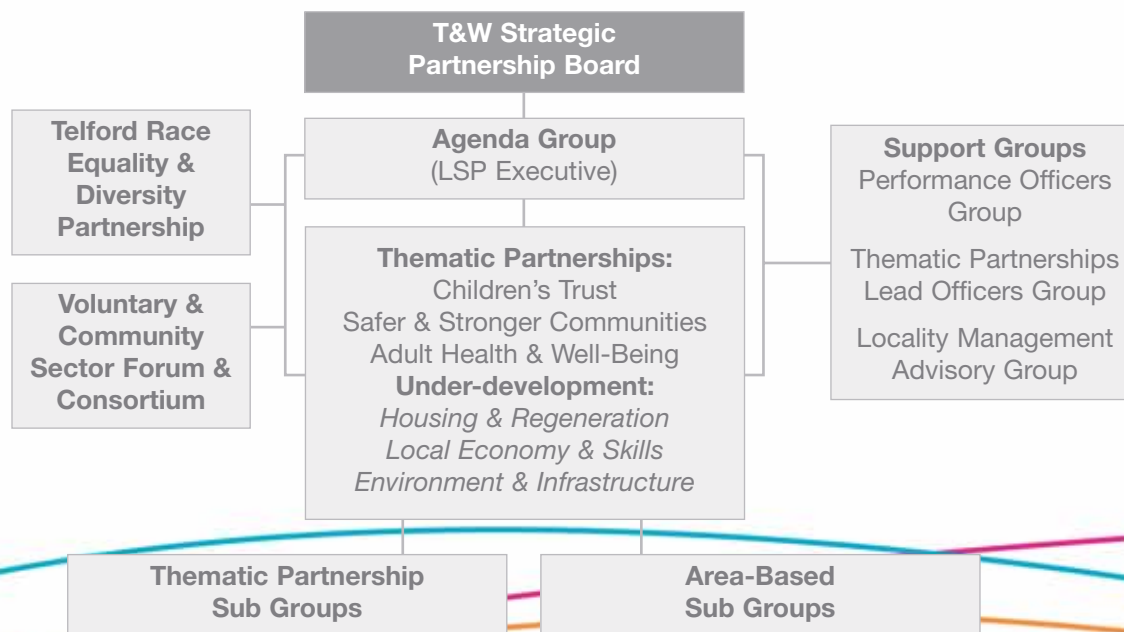 T&W Strategic
Partnership Board
Telford Race
Equality &
Diversity
Partnership
Voluntary &
Community
Sector Forum &
Consortium
Agenda Group
(LSP Executive)
Thematic Partnerships:
Children’s Trust
Safer & Stronger Communities
Adult Health & Well-Being
Under-development:
Housing & Regeneration
Local Economy & Skills
Environment & Infrastructure
Support Groups
Performance Officers
Group
Thematic Partnerships
Lead Officers Group
Locality Management
Advisory Group
Thematic Partnership
Sub Groups
Area-Based
Sub Groups